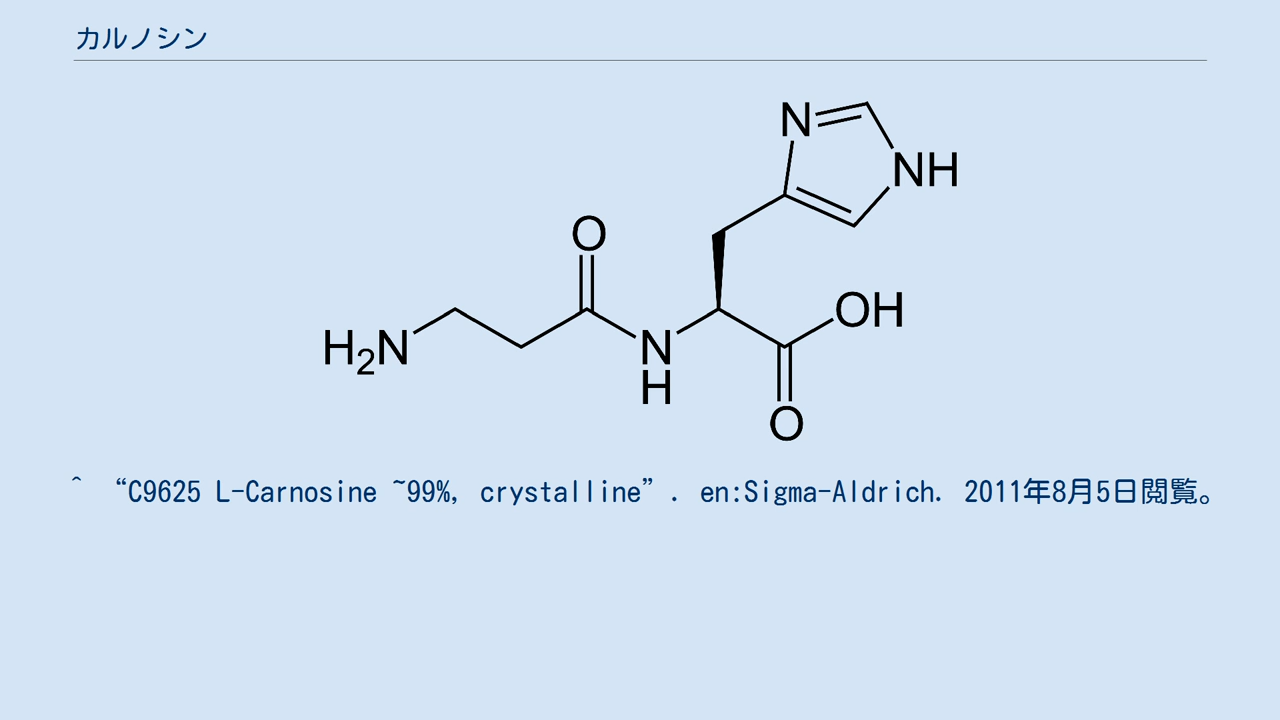 カルノシン
N
NH
O
OH
H2N
N
H
O
^ “C9625 L-Carnosine ~99%, crystalline”. en:Sigma-Aldrich. 2011年8月5日閲覧。